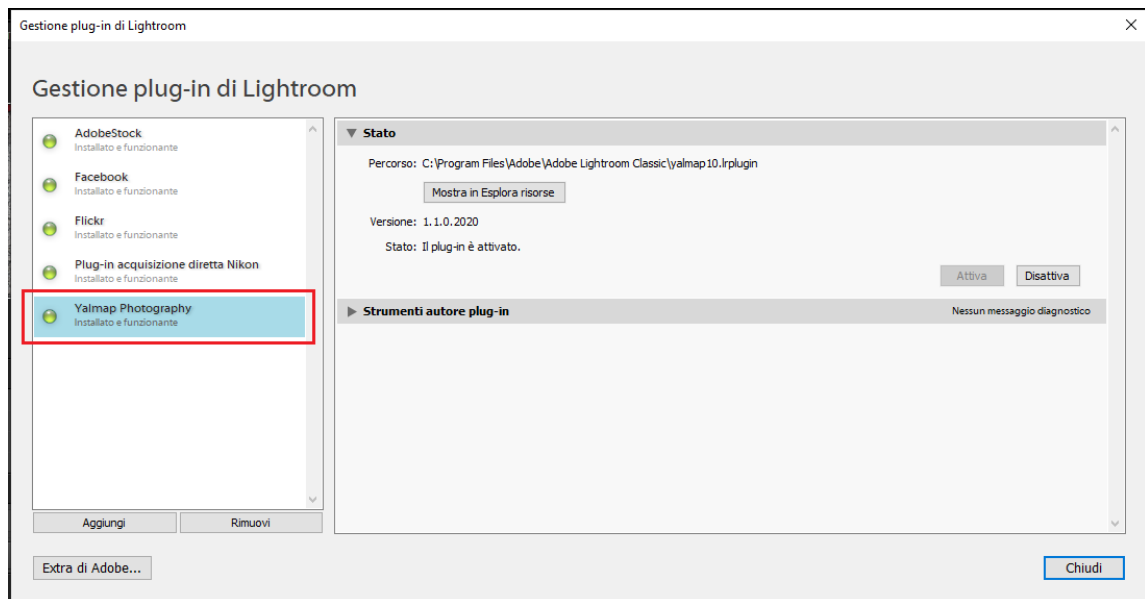 Gestione plug-in di Lightroom
Gestione plug-in di Lightroom
AdobeStock
Installato e funzionante
Facebook
Installato e funzionante
Flickr
Installato e funzionante
Plug-in acquisizione diretta Nikon
Installato e funzionante
Yalmap Photography
Installato e funzionante
Aggiungi Rimuovi
Stato
Percorso: C:\Program Files\Adobe\Adobe Lightroom Classic\yalmap10.lrplugin
Mostra in Esplora risorse
Versione: 1.1.0.2020
Stato: Il plug-in è attivato.
Attiva Disattiva
Strumenti autore plug-in Nessun messaggio diagnostico
Extra di Adobe... Chiudi